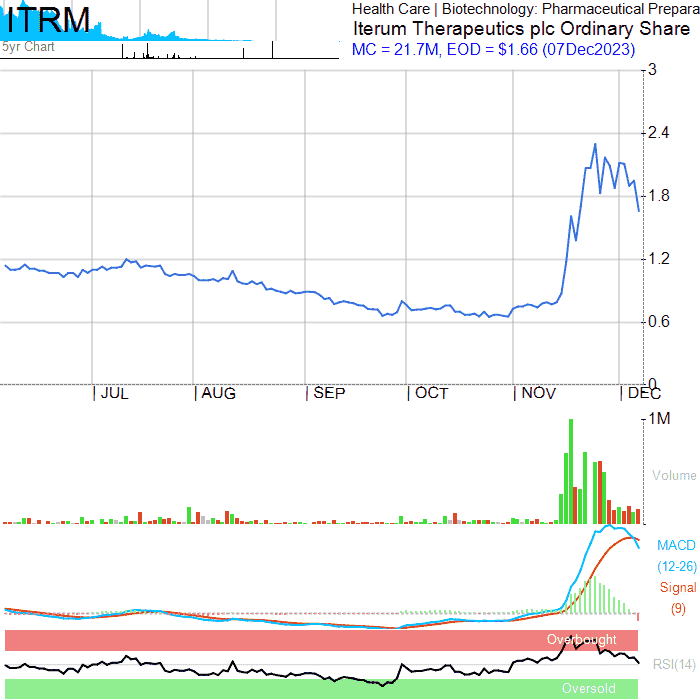 ITRM
Health Care | Biotechnology: Pharmaceutical Prepara
Iterum Therapeutics plc Ordinary Share
5yr Chart
MC = 21.7M, EOD = $1.66 (07Dec2023)
3
2.4
1.8
1.2
0.6
0
JUL AUG SEP OCT NOV DEC
1M
Volume
MACD
(12-26)
Signal
(9)
Overbought
RSI(14)
Oversold